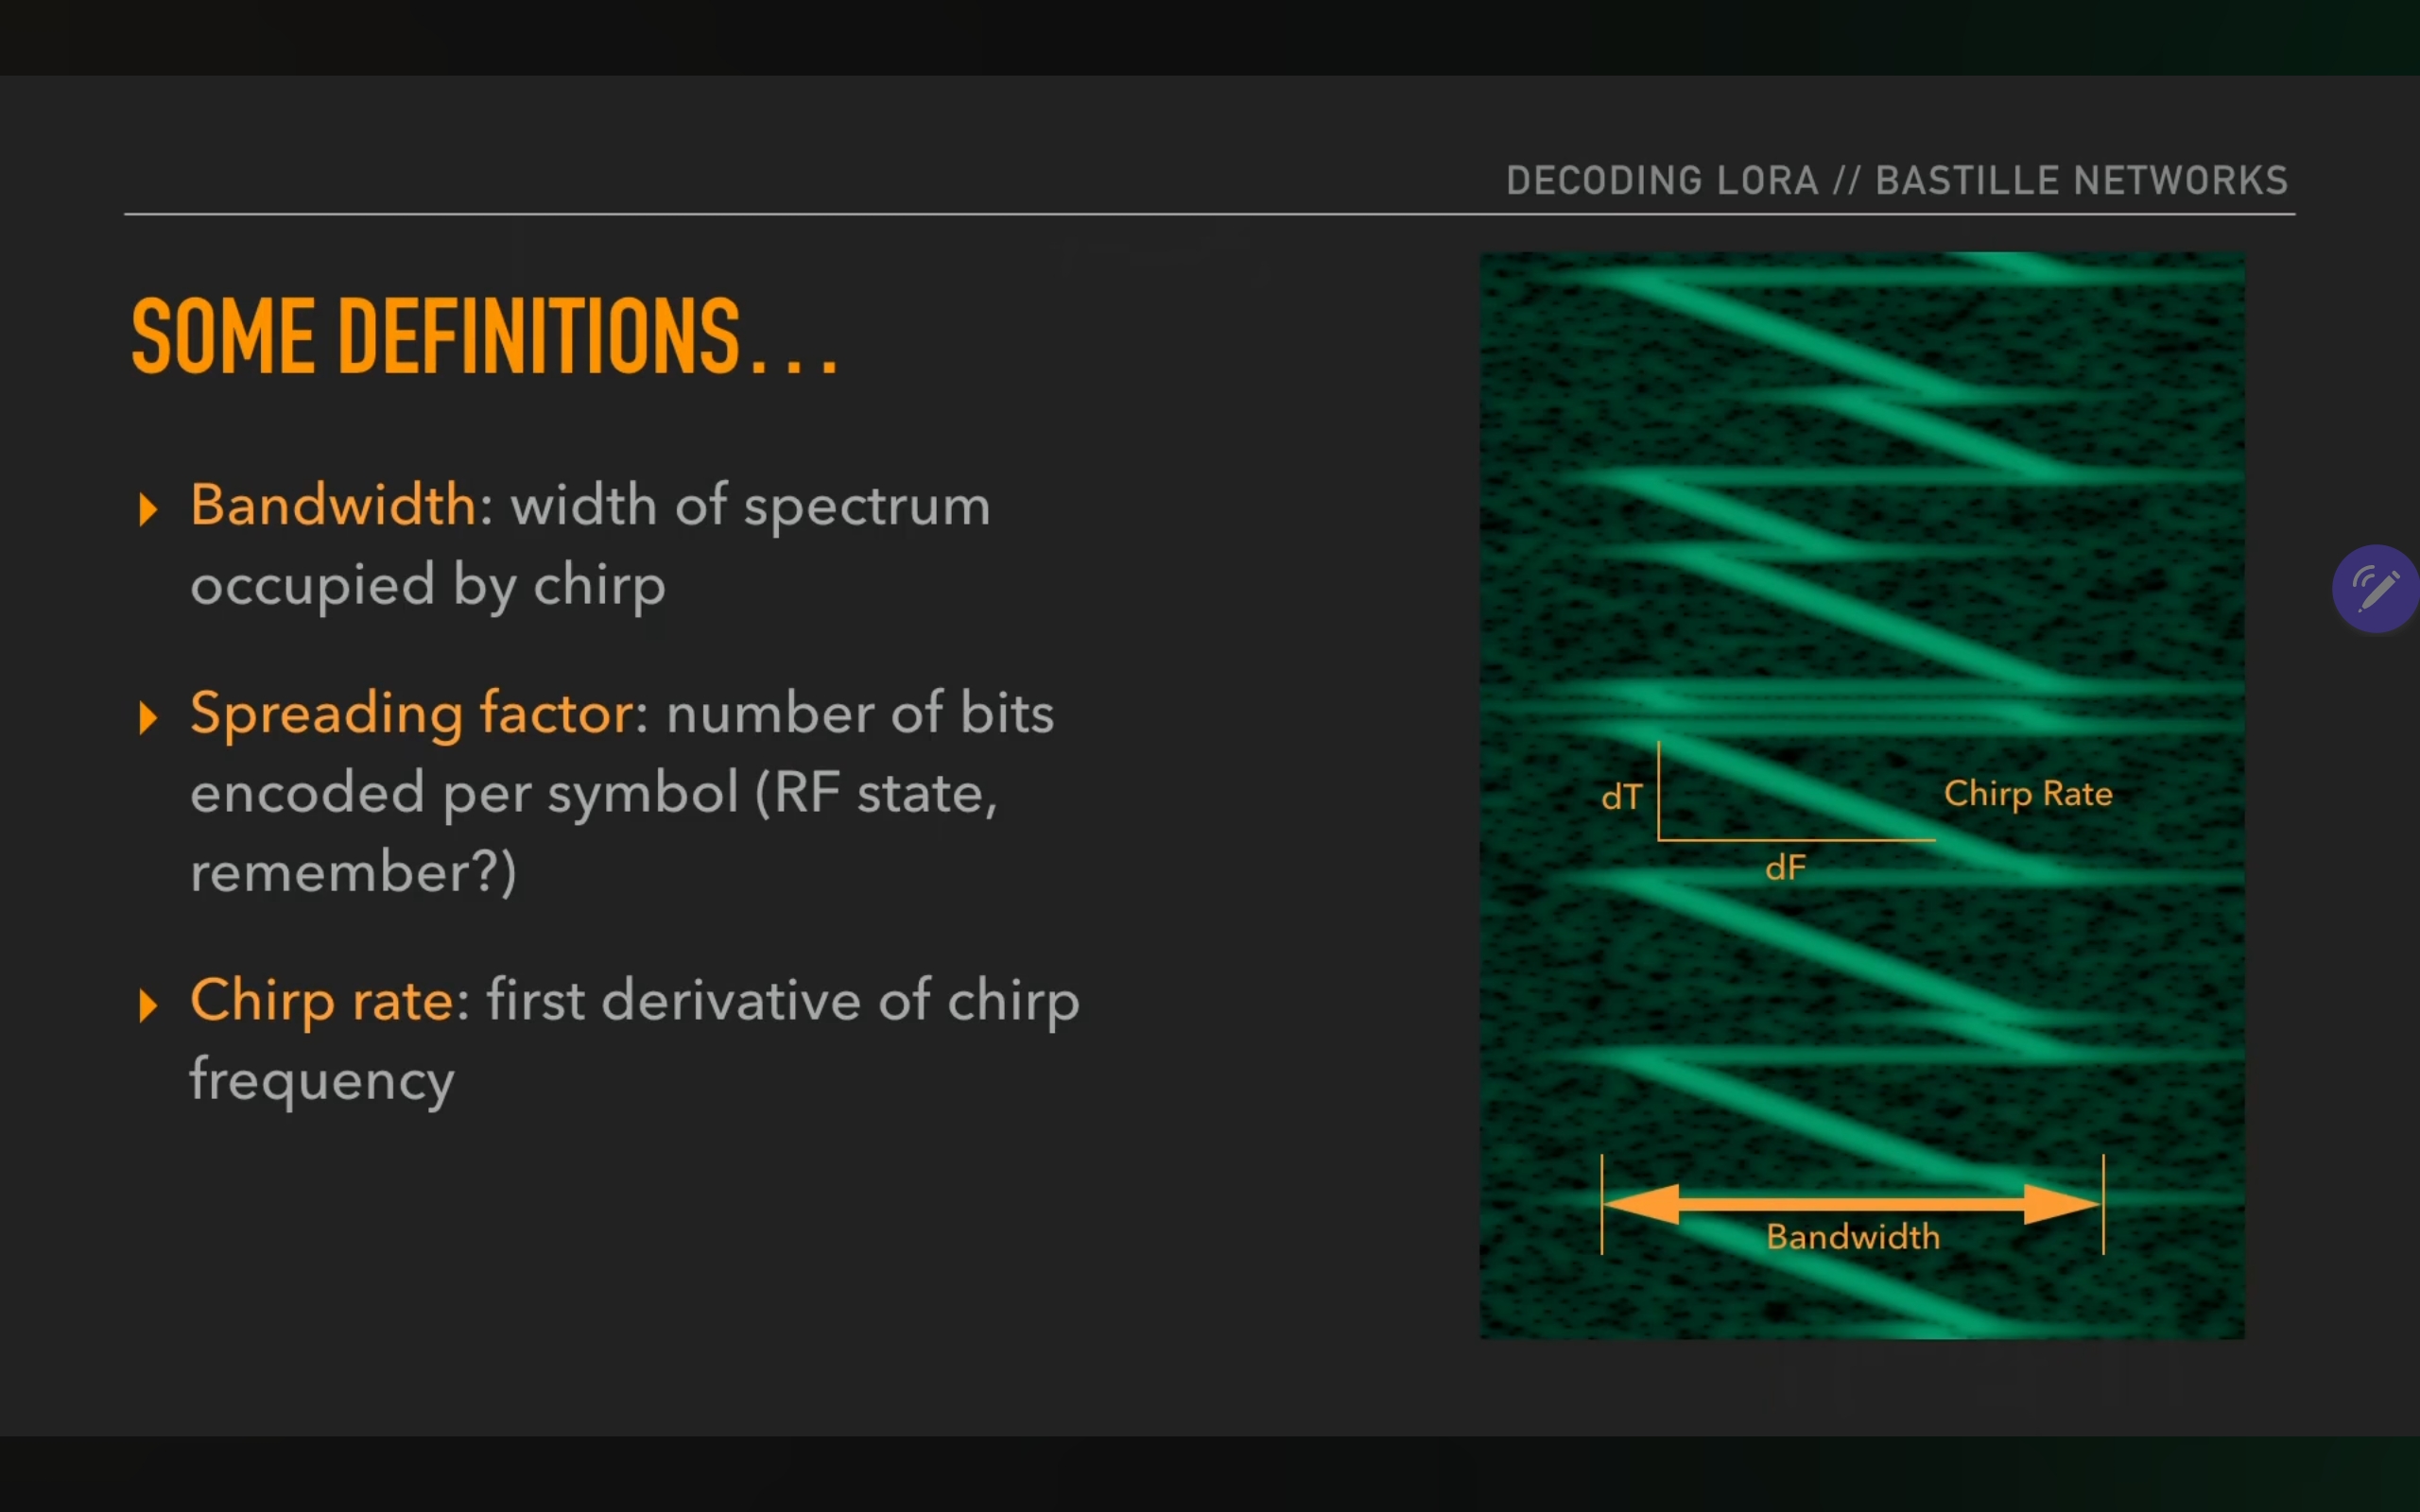 DECODING LORA // BASTILLE NETWORKS
SOME DEFINITIONS...
Bandwidth: width of spectrum
occupied by chirp
Spreading factor: number of bits
encoded per symbol (RF state,
remember?)
Chirp rate: first derivative of chirp
frequency
dT
Chirp Rate
dF
Bandwidth